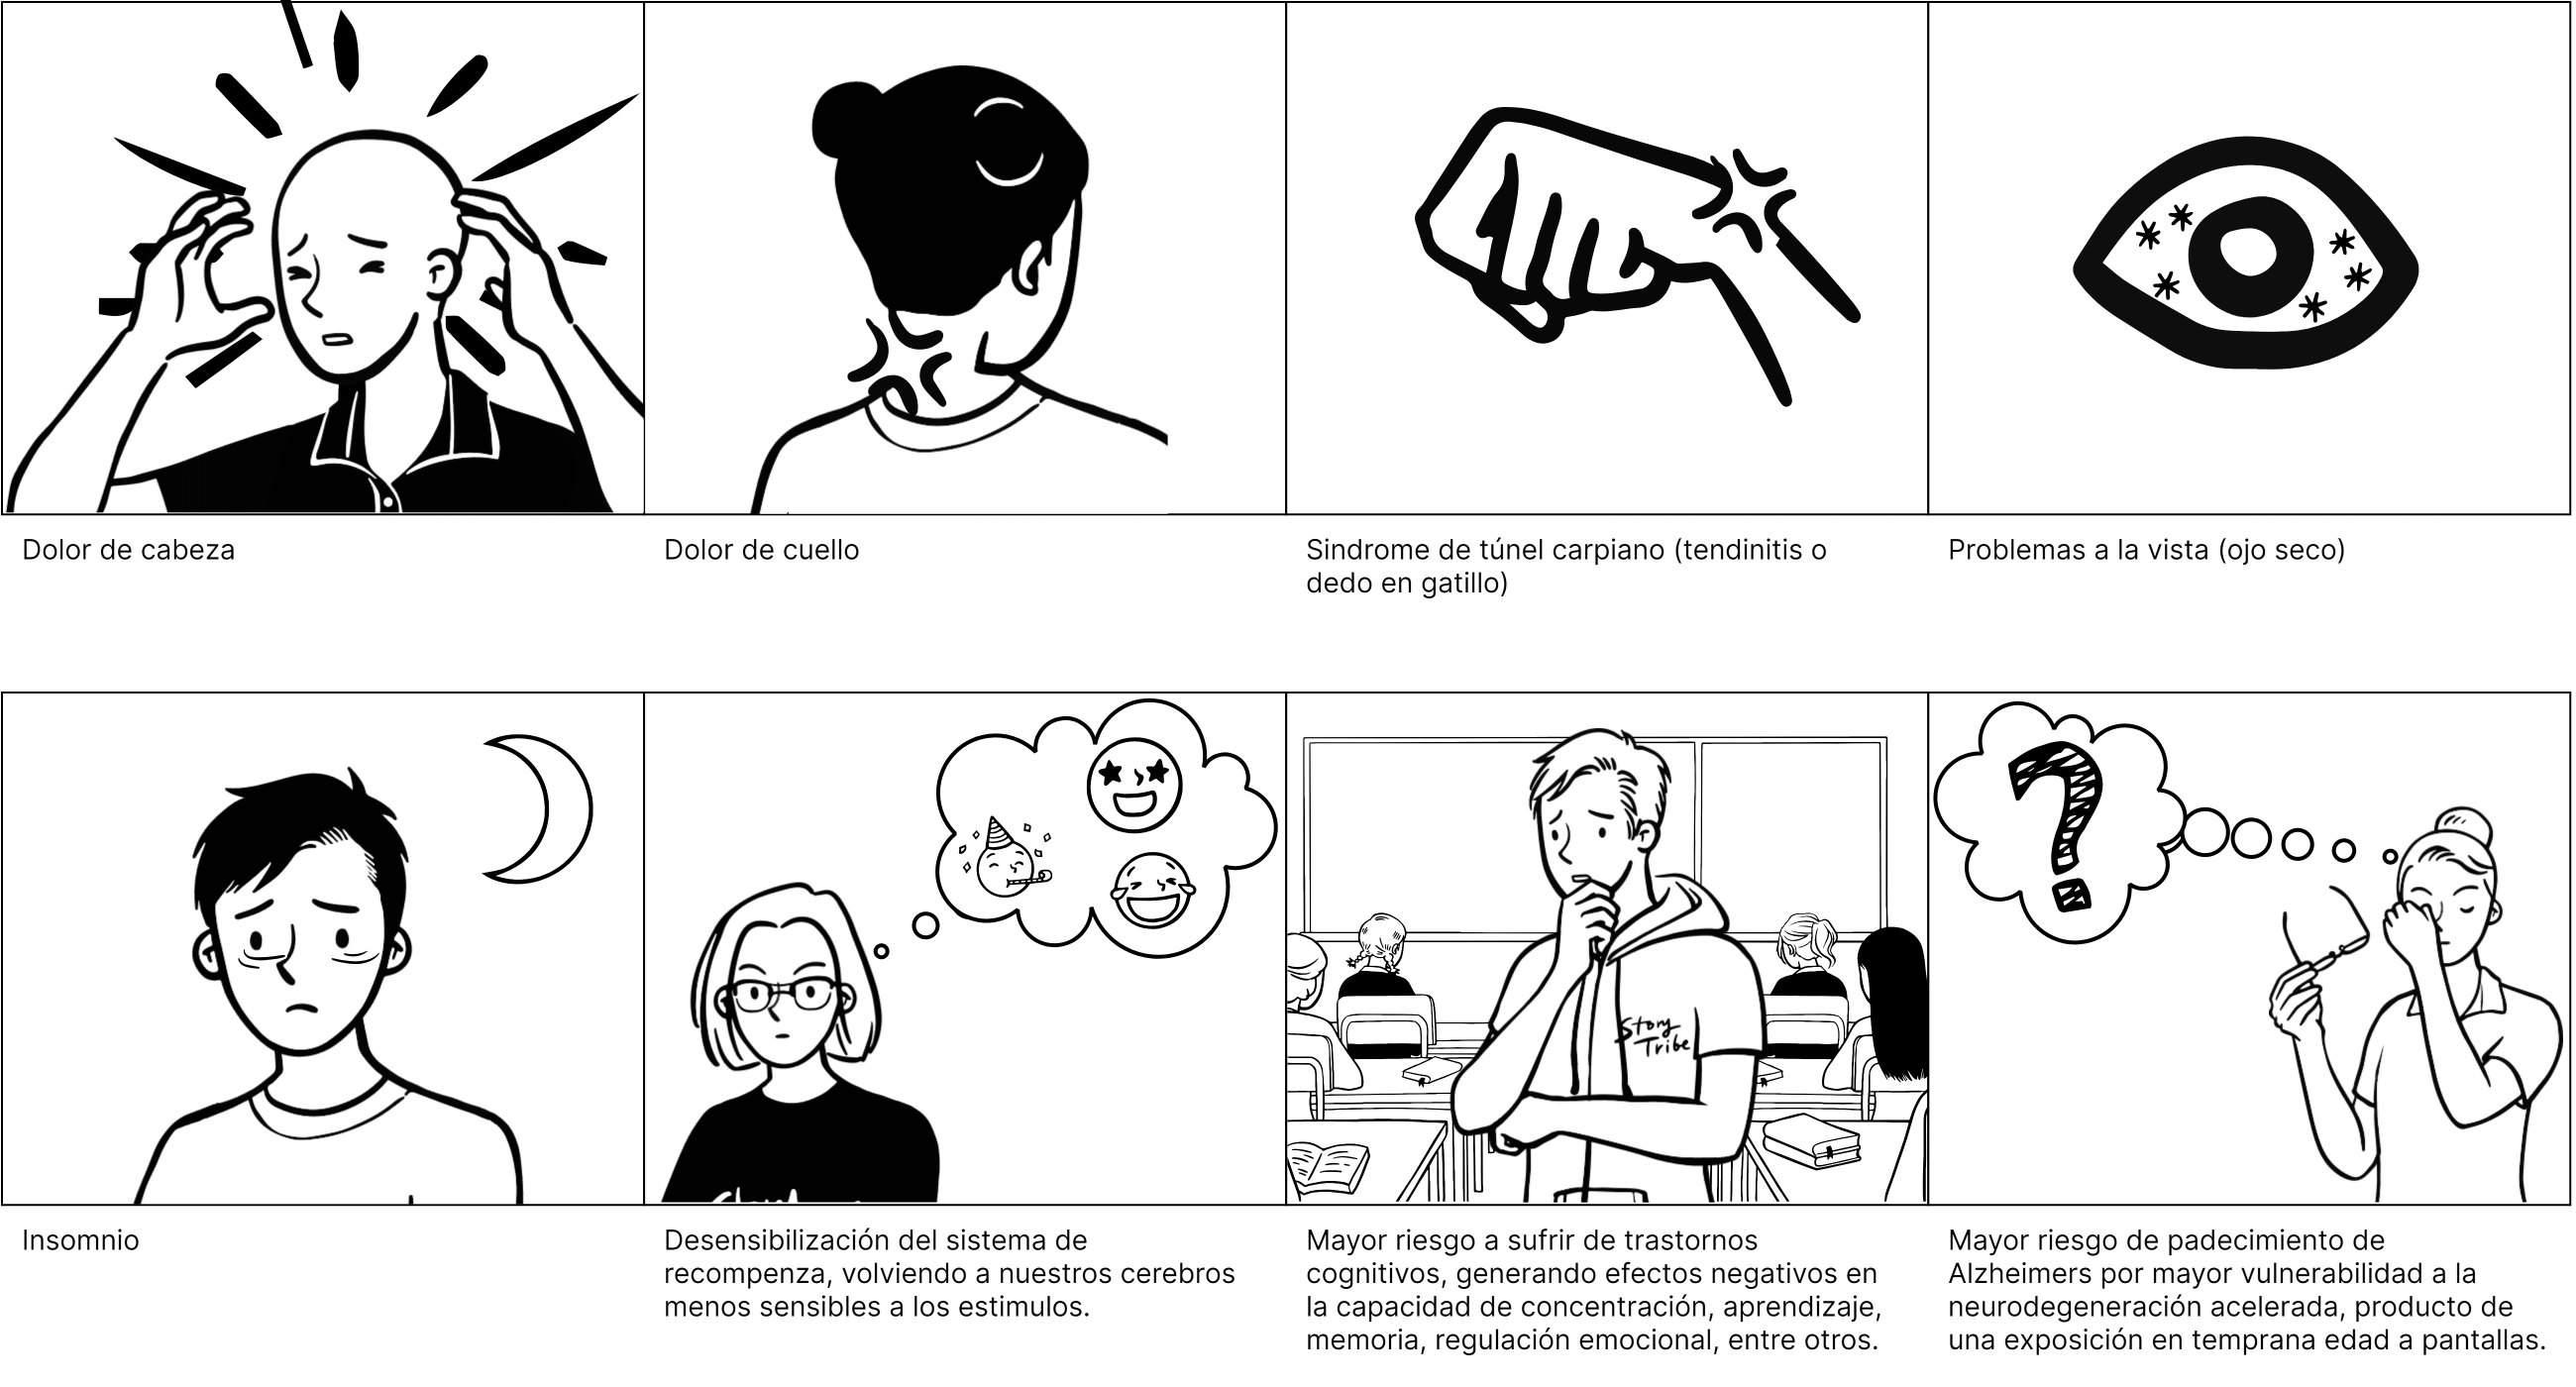 Dolor de cabeza
Dolor de cuello
Sindrome de túnel carpiano (tendinitis o
dedo en gatillo)
Problemas a la vista (ojo seco)
Story
Tribe
Insomnio
Desensibilización del sistema de
recompenza, volviendo a nuestros cerebros
menos sensibles a los estimulos.
Mayor riesgo a sufrir de trastornos
cognitivos, generando efectos negativos en
la capacidad de concentración, aprendizaje,
memoria, regulación emocional, entre otros.
Mayor riesgo de padecimiento de
Alzheimers por mayor vulnerabilidad a la
neurodegeneración acelerada, producto de
una exposición en temprana edad a pantallas.
?